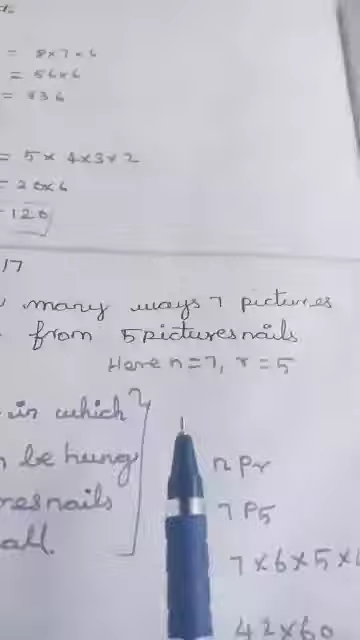 = 8×7×6
= 56×6
= 336
= 5× 4×3×2
= 20×6
= 120
17
many ways 7 pictures
from 5 pictures nails
Here n=7, r=5
in which
be hung
nails
all.
nPr
7P5
7×6×5×
42×60